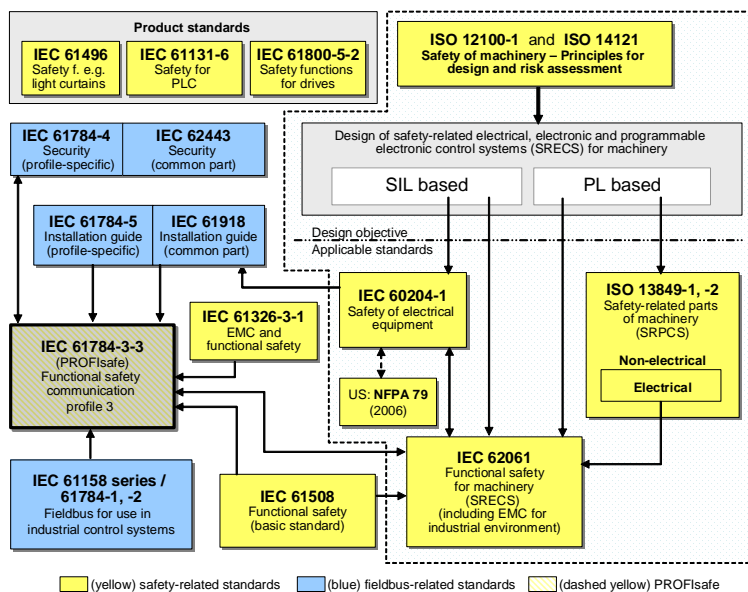 Product standards
IEC 61496
Safety f. e.g.
light curtains
IEC 61131-6
Safety for
PLC
IEC 61800-5-2
Safety functions
for drives
ISO 12100-1 and ISO 14121
Safety of machinery – Principles for
design and risk assessment
IEC 61784-4
Security
(profile-specific)
IEC 62443
Security
(common part)
Design of safety-related electrical, electronic and programmable
electronic control systems (SRECS) for machinery
SIL based
PL based
IEC 61784-5
Installation guide
(profile-specific)
IEC 61918
Installation guide
(common part)
Design objective
Applicable standards
IEC 60204-1
Safety of electrical
equipment
ISO 13849-1, -2
Safety-related parts
of machinery
(SRPCS)
Non-electrical
Electrical
IEC 61326-3-1
EMC and
functional safety
IEC 61784-3-3
(PROFIsafe)
Functional safety
communication
profile 3
US: NFPA 79
(2006)
IEC 61158 series /
61784-1, -2
Fieldbus for use in
industrial control systems
IEC 61508
Functional safety
(basic standard)
IEC 62061
Functional safety
for machinery
(SRECS)
(including EMC for
industrial environment)
(yellow) safety-related standards
(blue) fieldbus-related standards
(dashed yellow) PROFIsafe